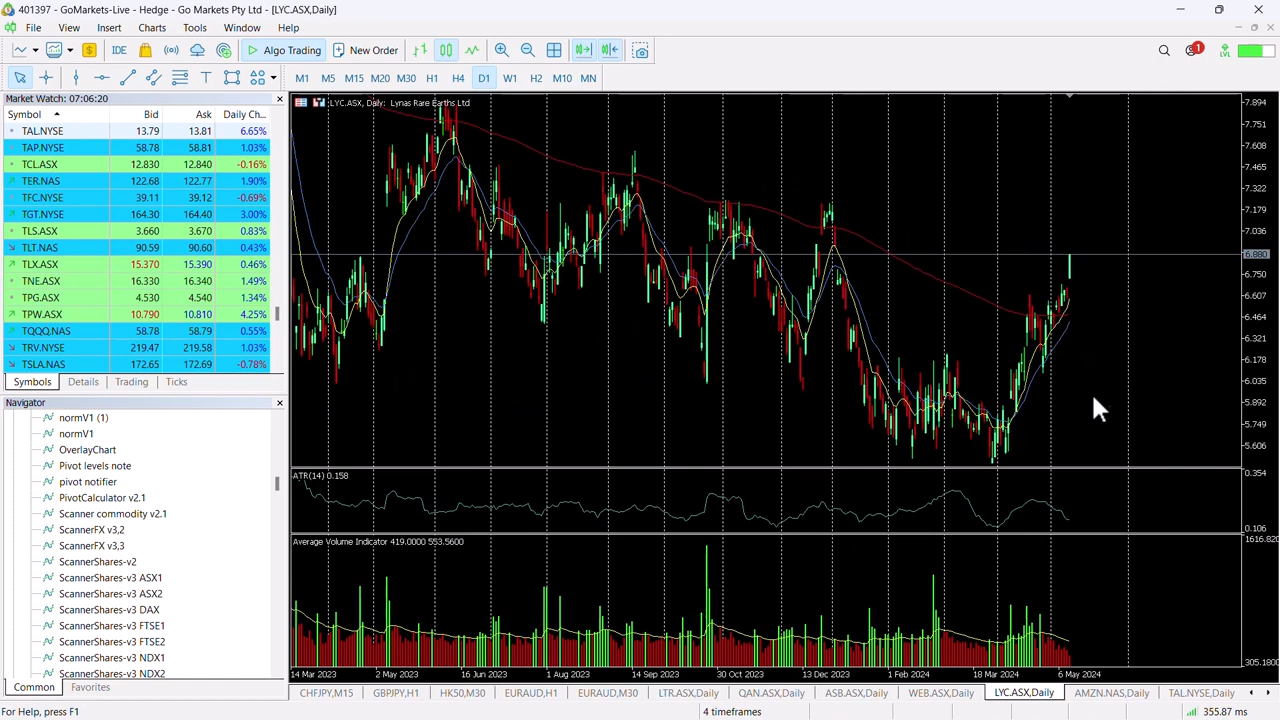 401397 - GoMarkets-Live - Hedge - Go Markets Pty Ltd - [LYC.ASX,Daily]
File View Insert Charts Tools Window Help
IDE Algo Trading New Order 1 LVL
M1 M5 M15 M20 M30 H1 H4 D1 W1 H2 M10 MN
Market Watch: 07:06:20
Symbol Bid Ask Daily Ch...
TAL.NYSE 13.79 13.81 6.65%
TAP.NYSE 58.78 58.81 1.03%
TCL.ASX 12.830 12.840 -0.16%
TER.NAS 122.68 122.77 1.90%
TFC.NYSE 39.11 39.12 -0.69%
TGT.NYSE 164.30 164.40 3.00%
TLS.ASX 3.660 3.670 0.83%
TLT.NAS 90.59 90.60 0.43%
TLX.ASX 15.370 15.390 0.46%
TNE.ASX 16.330 16.340 1.49%
TPG.ASX 4.530 4.540 1.34%
TPW.ASX 10.790 10.810 4.25%
TQQQ.NAS 58.78 58.79 0.55%
TRV.NYSE 219.47 219.58 1.03%
TSLA.NAS 172.65 172.69 -0.78%
Symbols Details Trading Ticks
Navigator
normV1 (1)
normV1
OverlayChart
Pivot levels note
pivot notifier
PivotCalculator v2.1
Scanner commodity v2.1
ScannerFX v3,2
ScannerFX v3,3
ScannerShares-v2
ScannerShares-v3 ASX1
ScannerShares-v3 ASX2
ScannerShares-v3 DAX
ScannerShares-v3 FTSE1
ScannerShares-v3 FTSE2
ScannerShares-v3 NDX1
ScannerShares-v3 NDX2
Common Favorites
LYC.ASX, Daily: Lynas Rare Earths Ltd
7.894
7.751
7.608
7.465
7.322
7.179
7.036
6.880
6.750
6.607
6.464
6.321
6.178
6.035
5.992
5.749
5.606
ATR(14) 0.158
0.354
0.106
Average Volume Indicator 419.0000 553.5600
1616.820
305.1800
14 Mar 2023 2 May 2023 16 Jun 2023 1 Aug 2023 14 Sep 2023 30 Oct 2023 13 Dec 2023 1 Feb 2024 18 Mar 2024 6 May 2024
CHFJPY,M15 GBPJPY,H1 HK50,M30 EURAUD,H1 EURAUD,M30 LTR.ASX,Daily QAN.ASX,Daily ASB.ASX,Daily WEB.ASX,Daily LYC.ASX,Daily AMZN.NAS,Daily TAL.NYSE,Daily
For Help, press F1 4 timeframes 355.87 ms